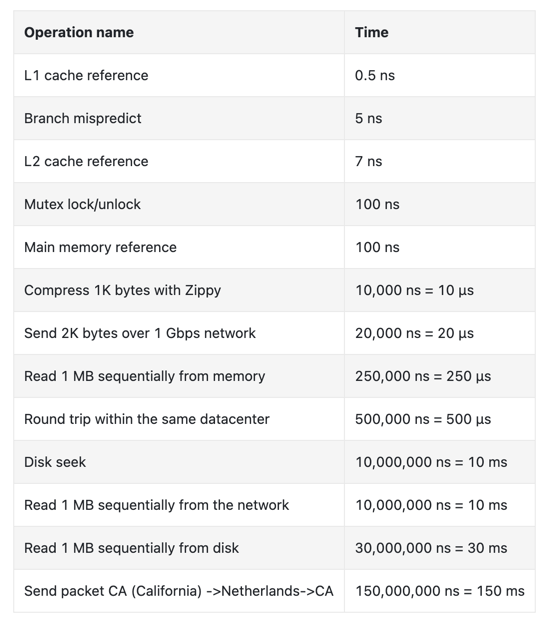 Operation name Time
L1 cache reference 0.5 ns
Branch mispredict 5 ns
L2 cache reference 7 ns
Mutex lock/unlock 100 ns
Main memory reference 100 ns
Compress 1K bytes with Zippy 10,000 ns = 10 μs
Send 2K bytes over 1 Gbps network 20,000 ns = 20 μs
Read 1 MB sequentially from memory 250,000 ns = 250 μs
Round trip within the same datacenter 500,000 ns = 500 μs
Disk seek 10,000,000 ns = 10 ms
Read 1 MB sequentially from the network 10,000,000 ns = 10 ms
Read 1 MB sequentially from disk 30,000,000 ns = 30 ms
Send packet CA (California) ->Netherlands->CA 150,000,000 ns = 150 ms